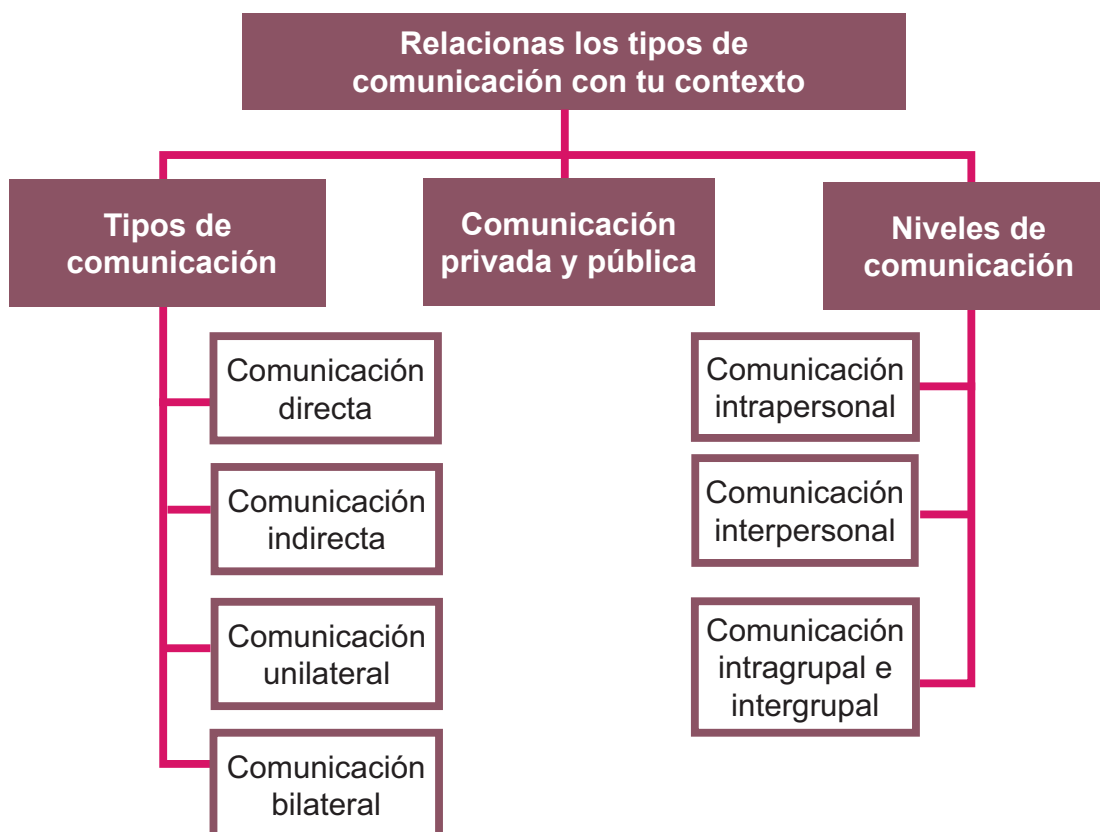 Relacionas los tipos de
comunicación con tu contexto
Tipos de
comunicación
Comunicación
privada y pública
Niveles de
comunicación
Comunicación
directa
Comunicación
indirecta
Comunicación
unilateral
Comunicación
bilateral
Comunicación
intrapersonal
Comunicación
interpersonal
Comunicación
intragrupal e
intergrupal